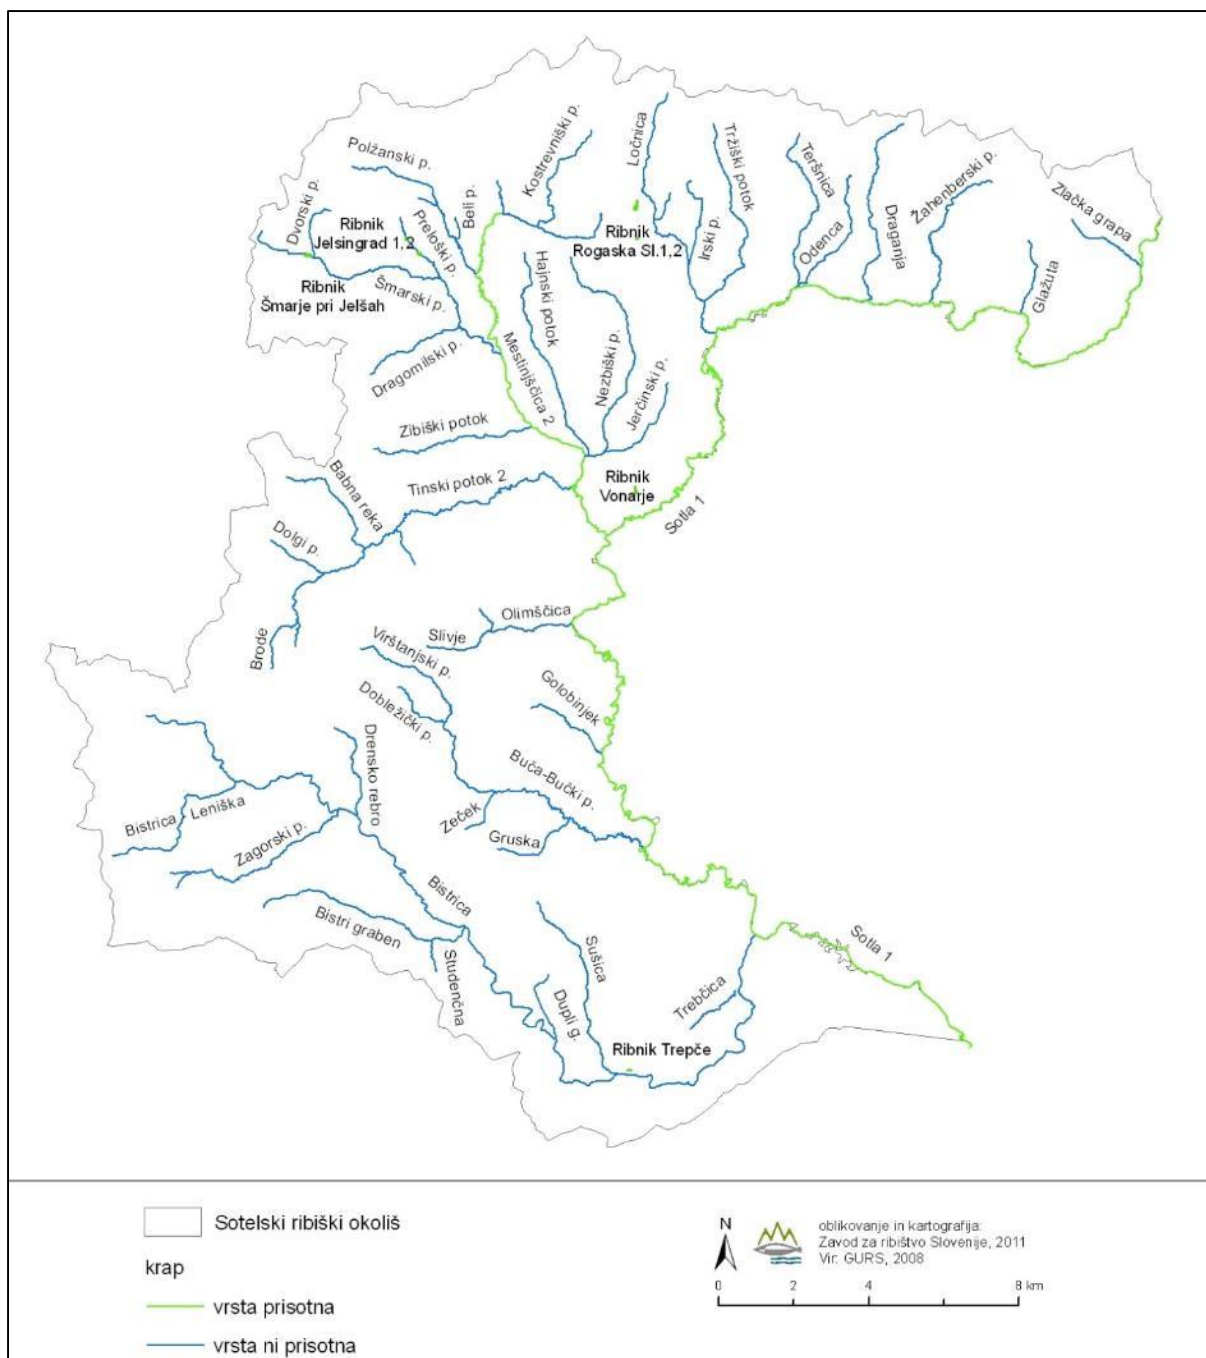 Polžanski p.
Kostrevniški p.
Ločnica
Tržiški potok
Teršnica
Draganja
Žahenberski p.
Zlačka grapa
Dvorski p.
Ribnik
Jelsingrad 1,2
Preloški p.
Beli p.
Ribnik
Rogaska Sl.1,2
Irski p.
Odenca
Glažuta
Ribnik
Šmarje pri Jelšah
Šmarski p.
Hajnski potok
Dragomilski p.
Mestinjščica 2
Nezbiški p.
Jerčinski p.
Zibiški potok
Babna reka
Tinski potok 2
Ribnik
Vonarje
Sotla 1
Dolgi p.
Brode
Olimščica
Slivje
Virštanjski p.
Dobležički p.
Golobinjek
Drensko rebro
Buča-Bučki p.
Bistrica
Leniška
Zagorski p.
Zeček
Gruska
Bistrica
Bistri graben
Studenčna
Sušica
Dupli g.
Trebčica
Sotla 1
Ribnik Trepče
Sotelski ribiški okoliš
krap
vrsta prisotna
vrsta ni prisotna
N
oblikovanje in kartografija:
Zavod za ribištvo Slovenije, 2011
Vir: GURS, 2008
0 2 4 8 km